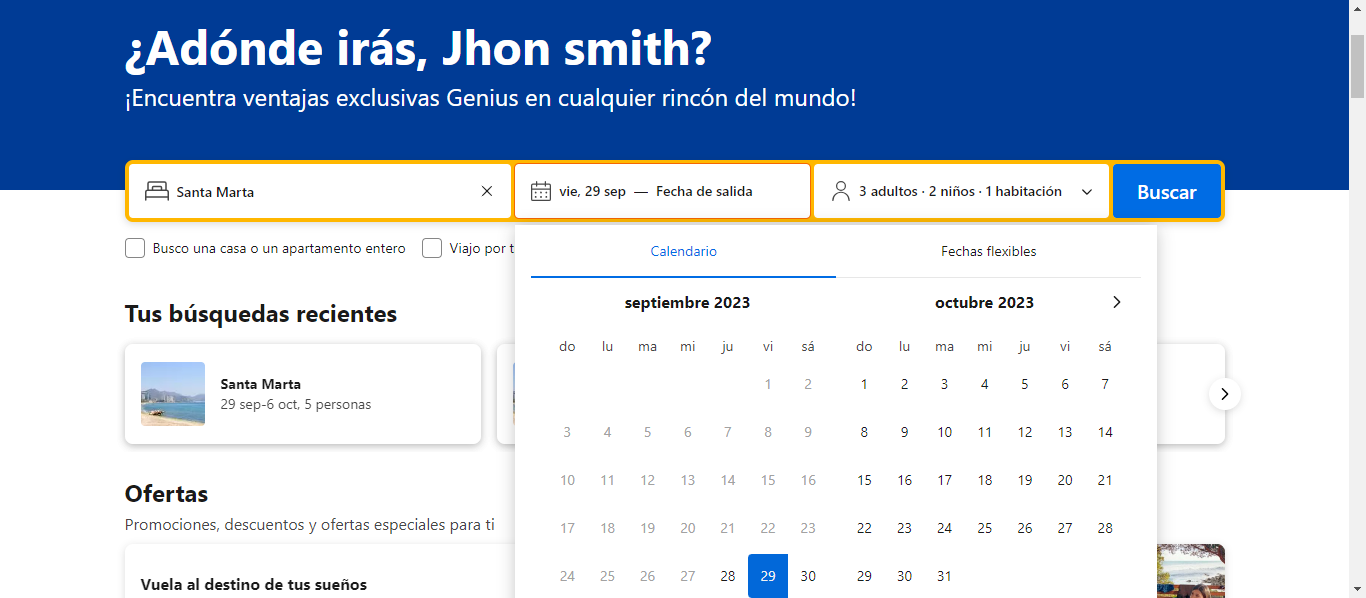 ¿Adónde irás, Jhon smith?
¡Encuentra ventajas exclusivas Genius en cualquier rincón del mundo!
Santa Marta
vie, 29 sep — Fecha de salida
3 adultos · 2 niños · 1 habitación
Buscar
Busco una casa o un apartamento entero
Viajo por t
Calendario
Fechas flexibles
septiembre 2023
do lu ma mi ju vi sá
1 2
3 4 5 6 7 8 9
10 11 12 13 14 15 16
17 18 19 20 21 22 23
24 25 26 27 28 29 30
octubre 2023
do lu ma mi ju vi sá
1 2 3 4 5 6 7
8 9 10 11 12 13 14
15 16 17 18 19 20 21
22 23 24 25 26 27 28
29 30 31
Tus búsquedas recientes
Santa Marta
29 sep-6 oct, 5 personas
Ofertas
Promociones, descuentos y ofertas especiales para ti
Vuela al destino de tus sueños